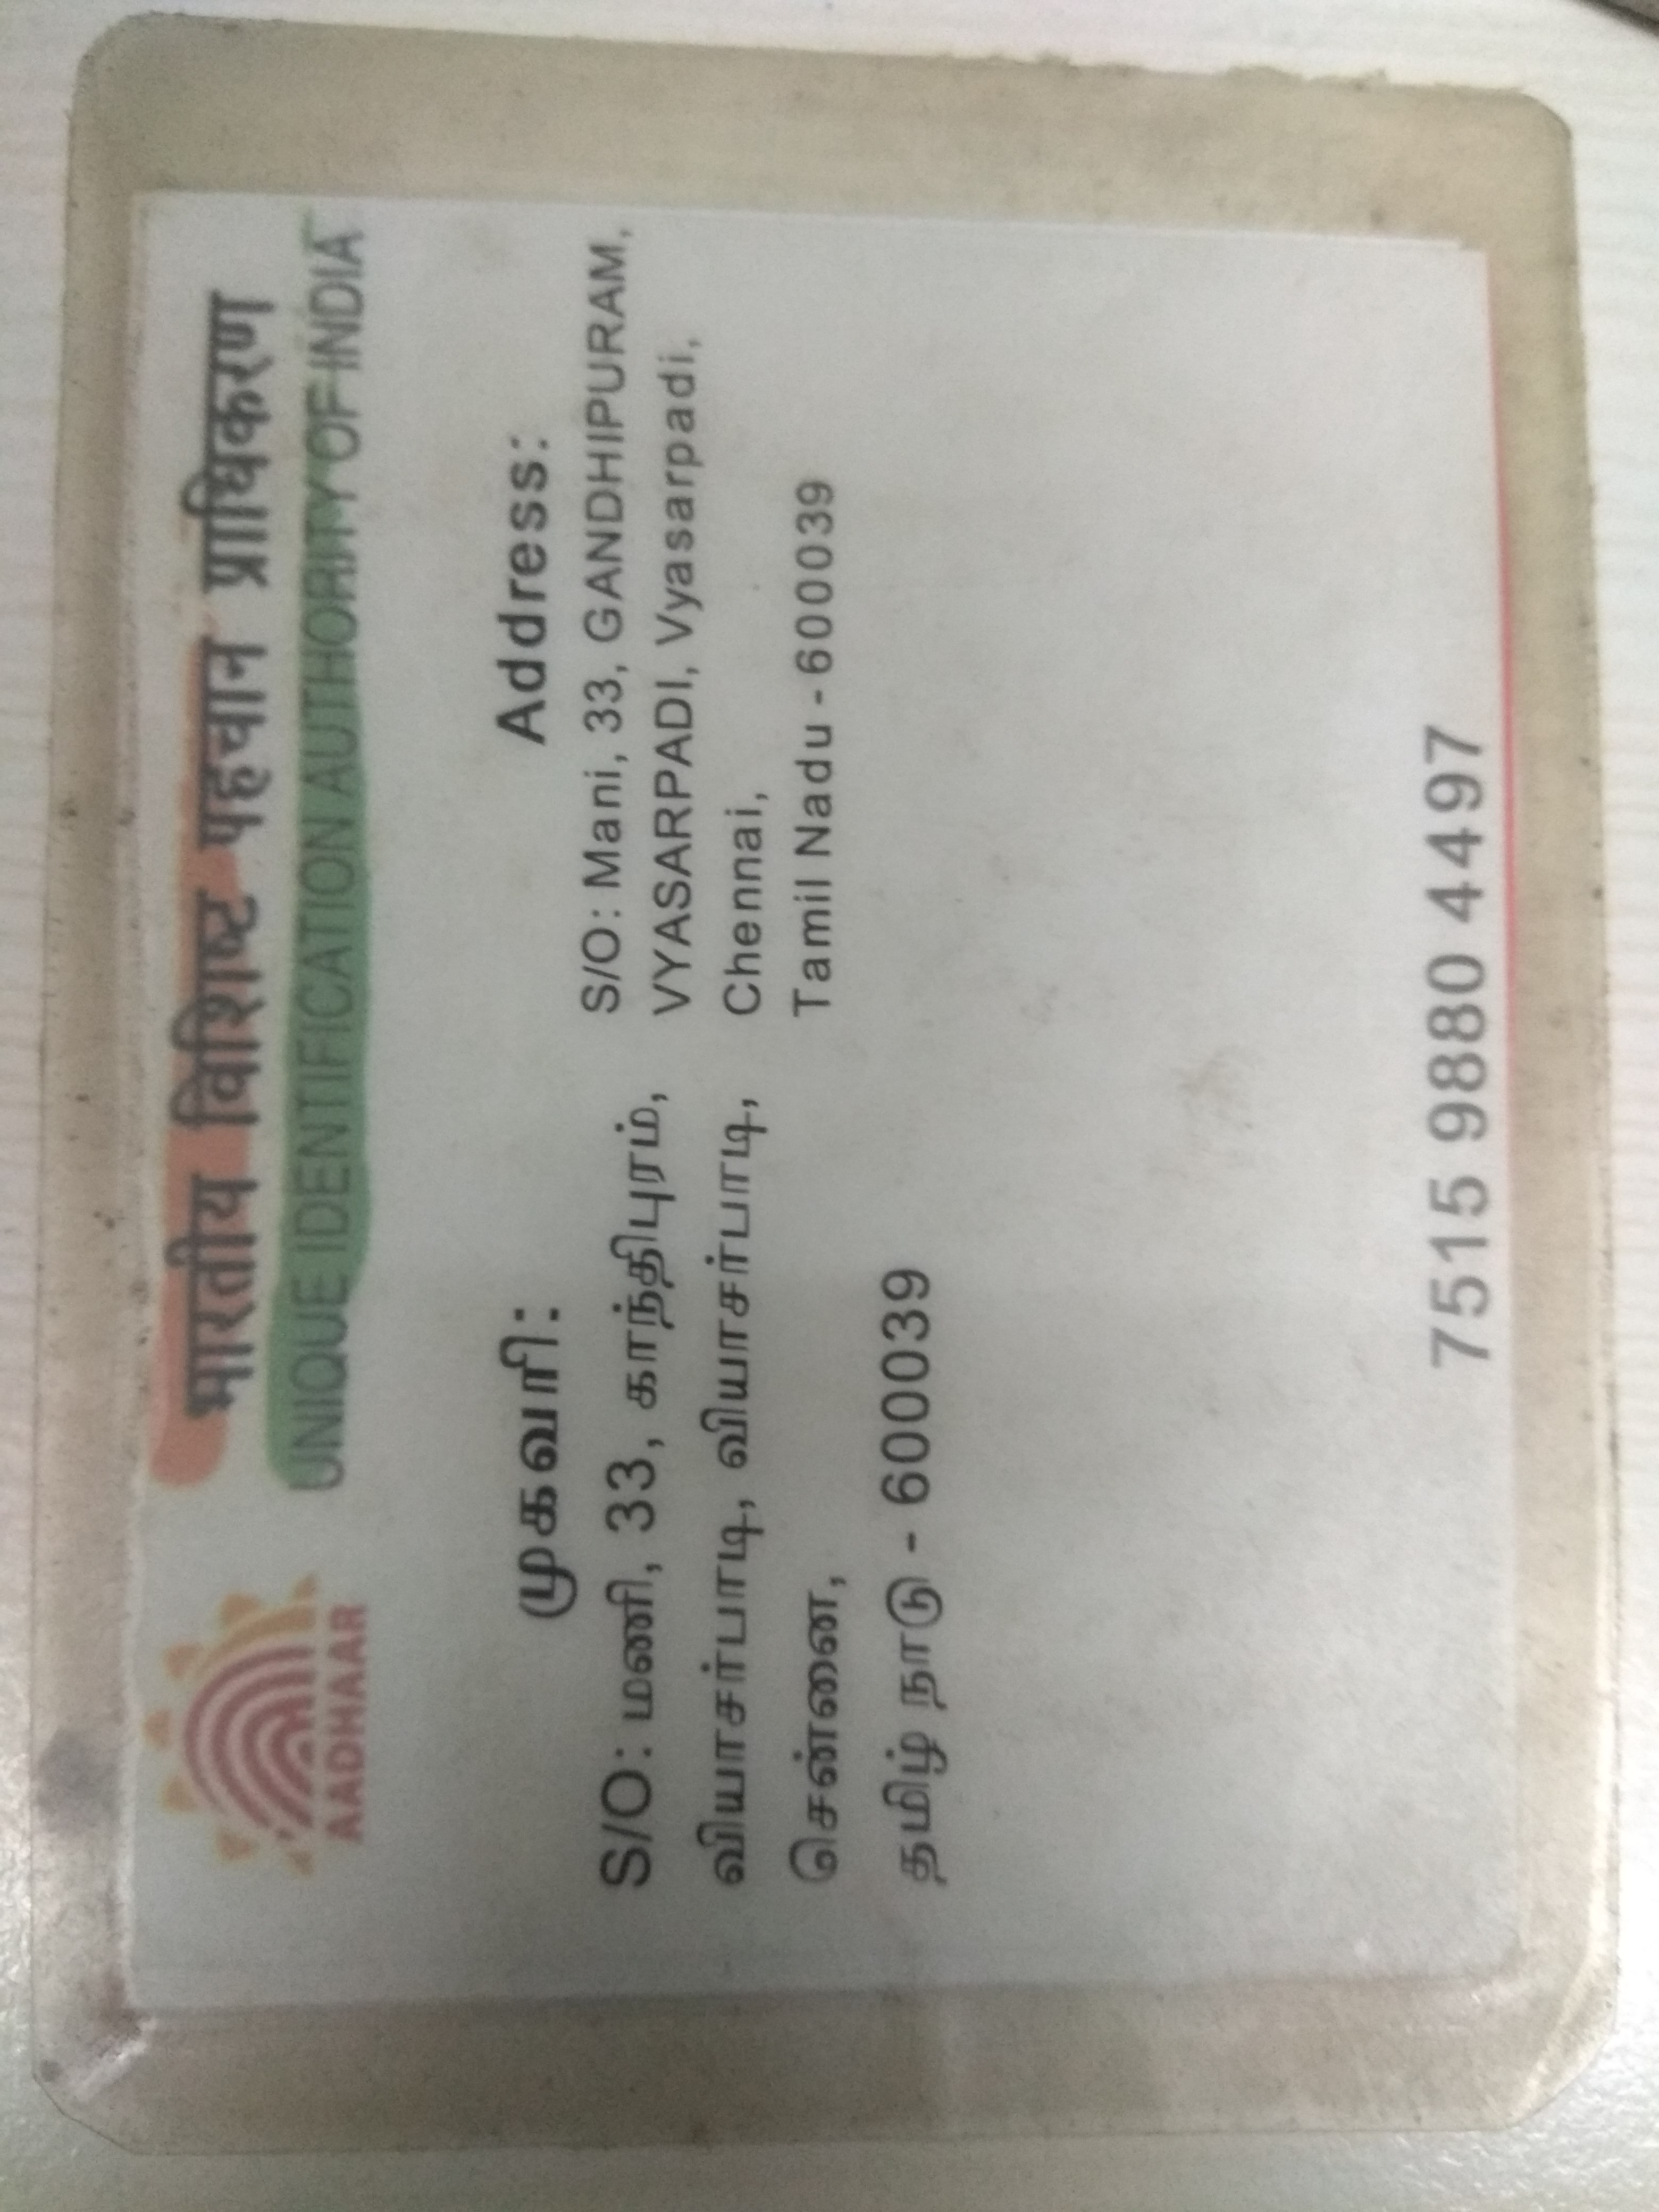 भारतीय विशिष्ट पहचान प्राधिकरण
UNIQUE IDENTIFICATION AUTHORITY OF INDIA
AADHAAR
முகவரி:
S/O: மணி, 33, காந்திபுரம்,
வியாசர்பாடி, வியாசர்பாடி,
சென்னை,
தமிழ் நாடு - 600039
Address:
S/O: Mani, 33, GANDHIPURAM,
VYASARPADI, Vyasarpadi,
Chennai,
Tamil Nadu - 600039
7515 9880 4497